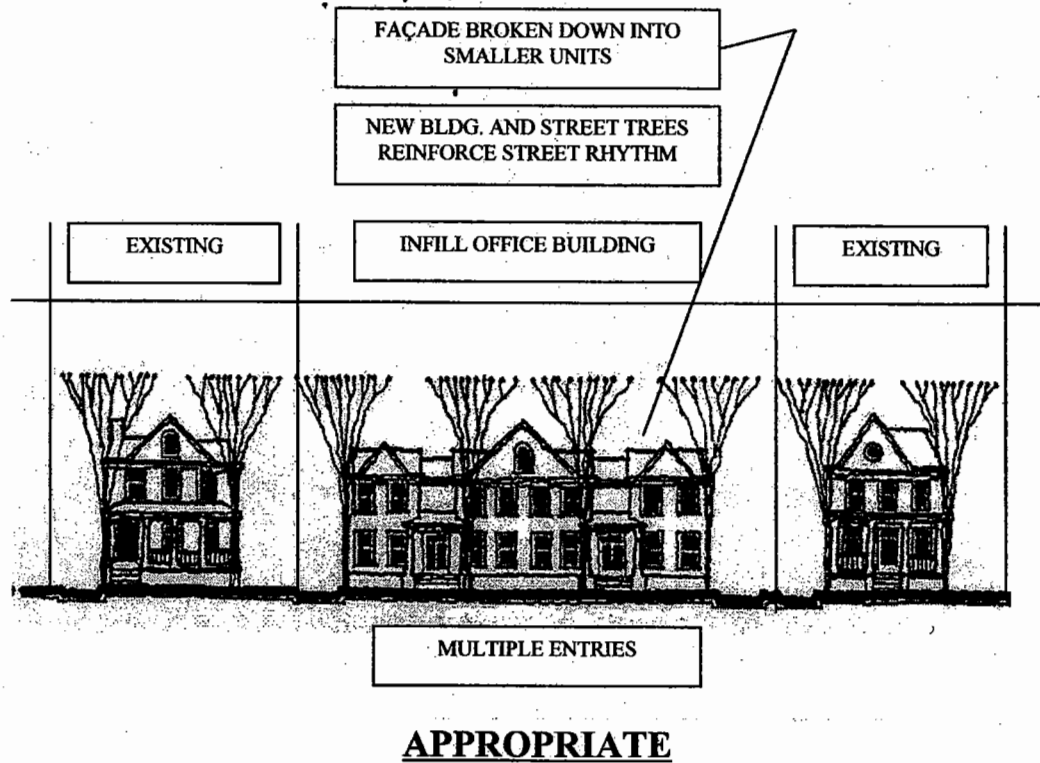 FAÇADE BROKEN DOWN INTO
SMALLER UNITS
NEW BLDG. AND STREET TREES
REINFORCE STREET RHYTHM
EXISTING
INFILL OFFICE BUILDING
EXISTING
MULTIPLE ENTRIES
APPROPRIATE